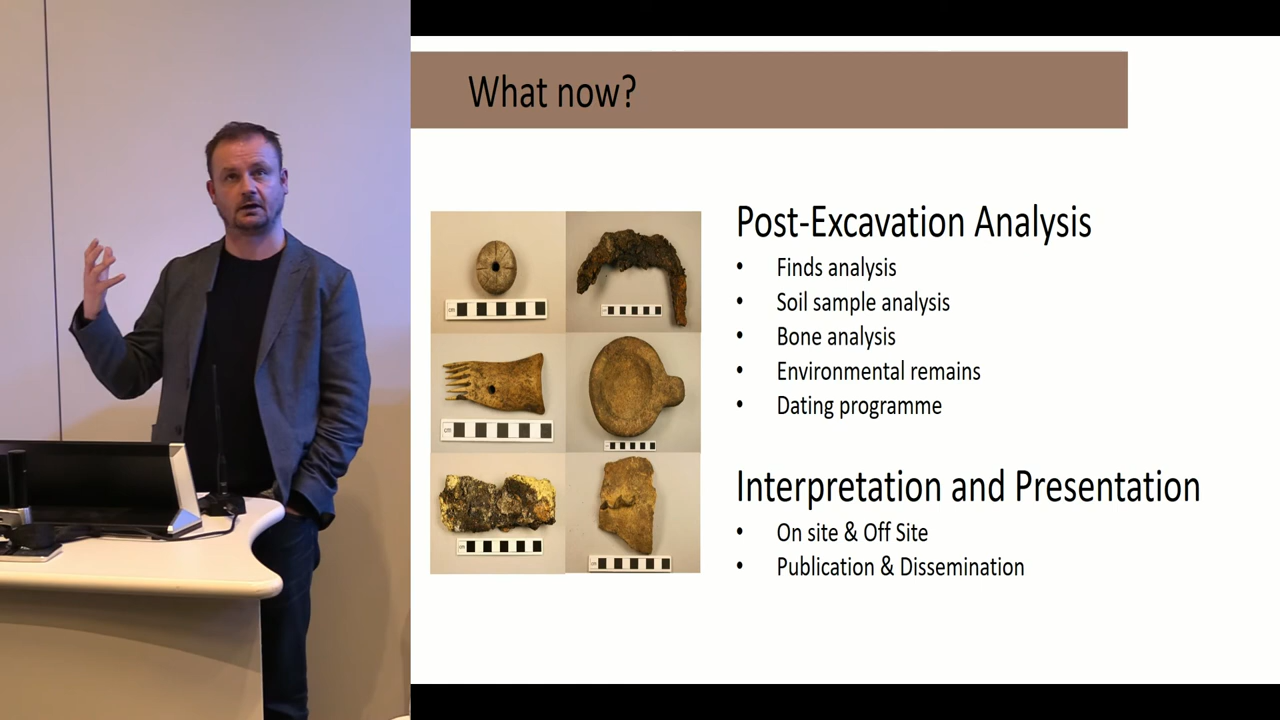 What now?
Post-Excavation Analysis
• Finds analysis
• Soil sample analysis
• Bone analysis
• Environmental remains
• Dating programme
Interpretation and Presentation
• On site & Off Site
• Publication & Dissemination